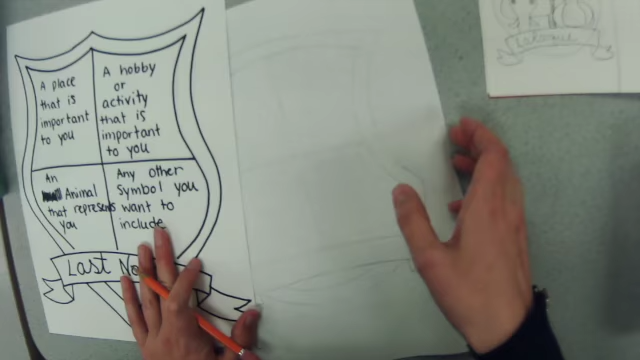 A place
that is
important
to you
A hobby
or
activity
that is
important
to you
An
Animal
that represents
you
Any other
Symbol you
want to
include
Last